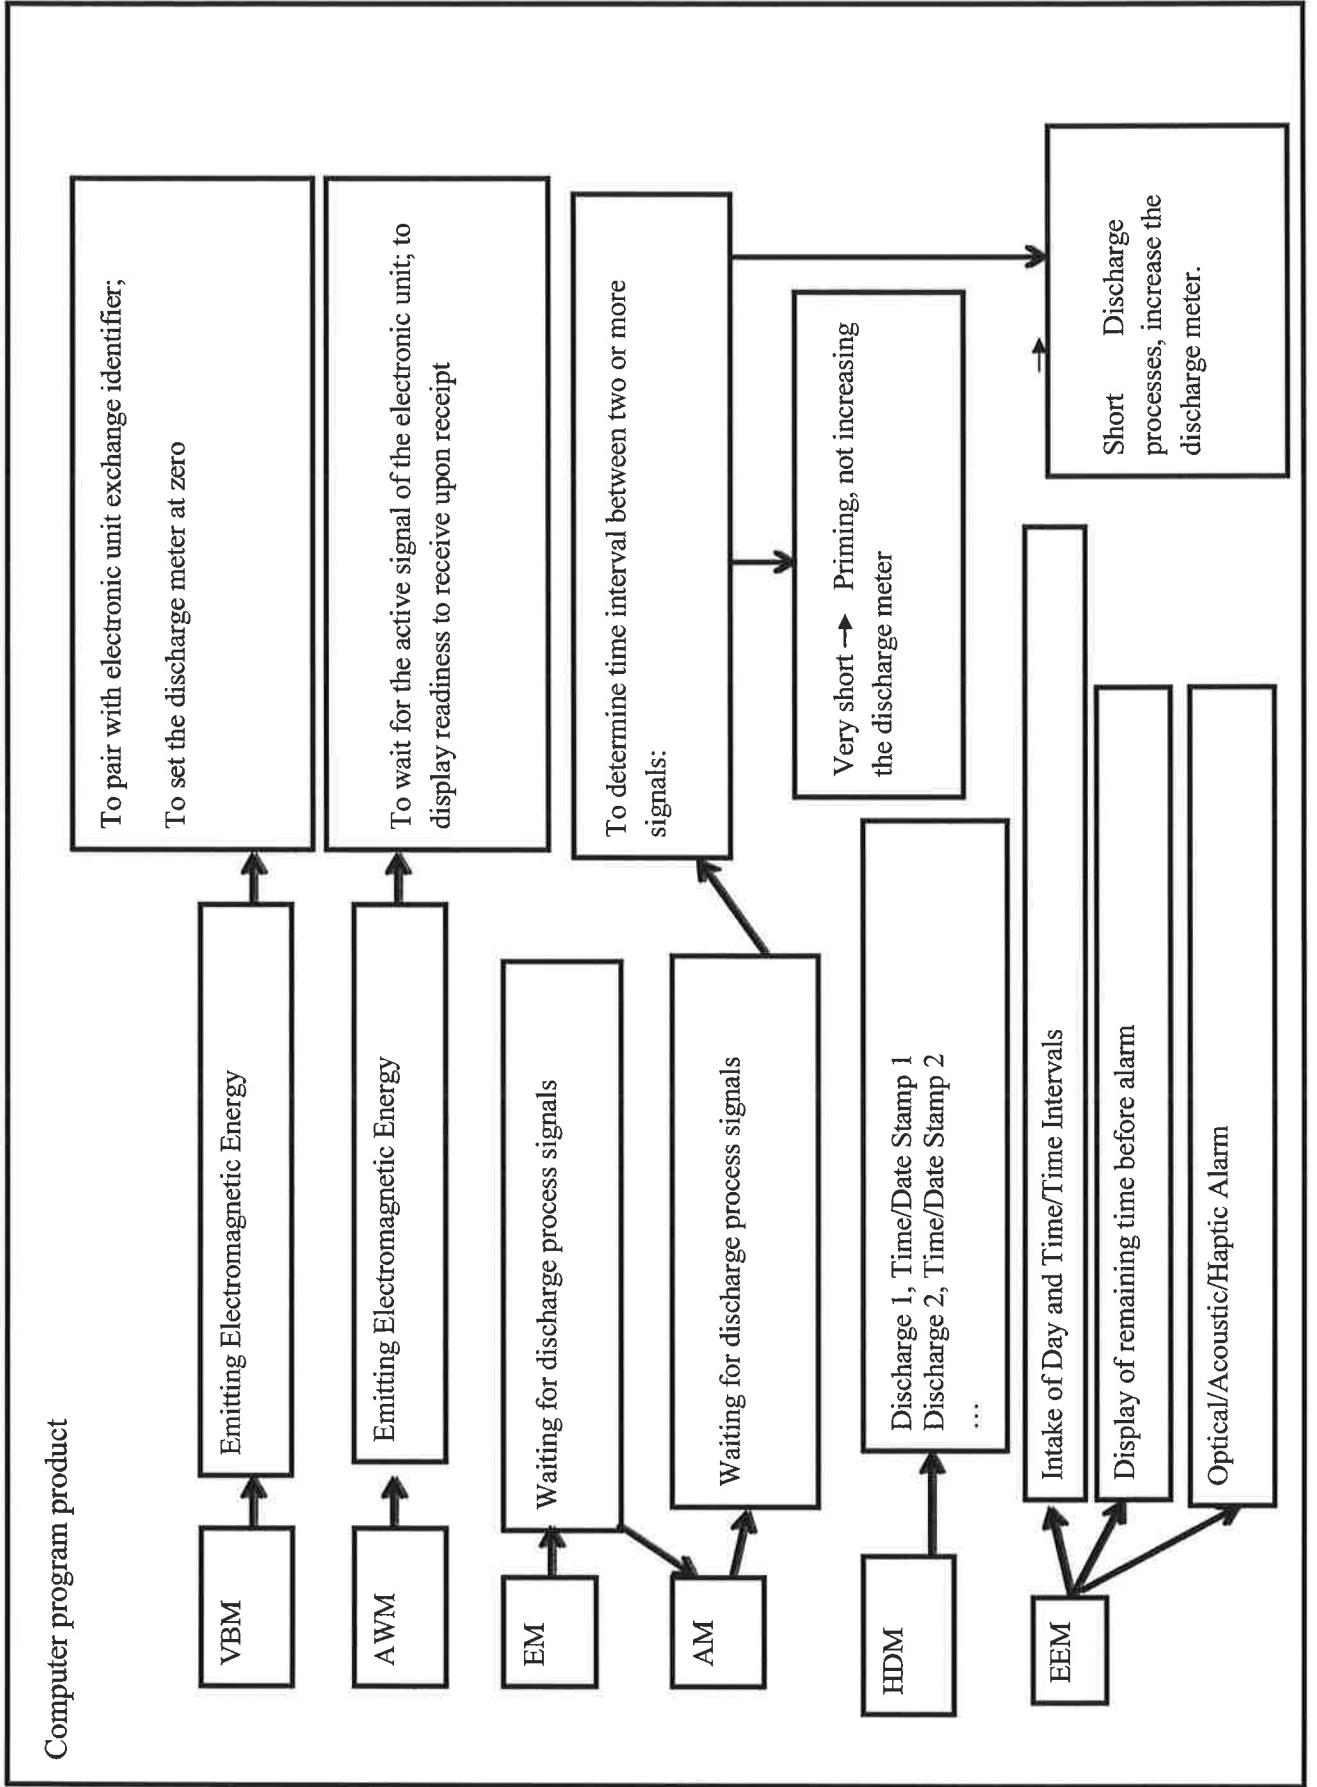 Computer program product
VBM
Emitting Electromagnetic Energy
To pair with electronic unit exchange identifier;
To set the discharge meter at zero
AWM
Emitting Electromagnetic Energy
To wait for the active signal of the electronic unit; to
display readiness to receive upon receipt
EM
Waiting for discharge process signals
AM
Waiting for discharge process signals
To determine time interval between two or more
signals:
Very short → Priming, not increasing
the discharge meter
Short → Discharge
processes, increase the
discharge meter.
HDM
Discharge 1, Time/Date Stamp 1
Discharge 2, Time/Date Stamp 2
…
EEM
Intake of Day and Time/Time Intervals
Display of remaining time before alarm
Optical/Acoustic/Haptic Alarm